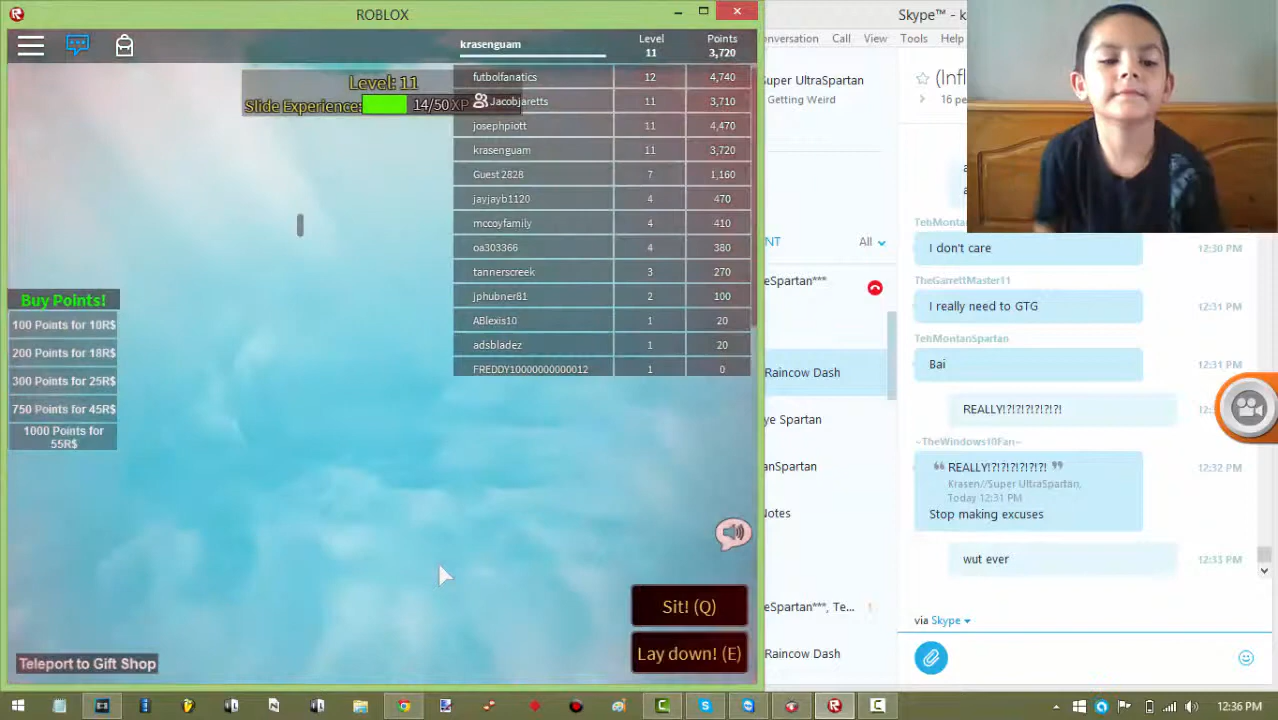 ROBLOX
krasenguam
Level
11
Points
3,720
Level: 11
Slide Experience: 14/50XP
futbolfanatics 12 4,740
Jacobjaretts 11 3,710
josephpiott 11 4,470
krasenguam 11 3,720
Guest 2828 7 1,160
jayjayb1120 4 470
mccoyfamily 4 410
oa303366 4 380
tannerscreek 3 270
jphubner81 2 100
ABlexis10 1 20
adsbladez 1 20
FREDDY10000000000012 1 0
Buy Points!
100 Points for 10R$
200 Points for 18R$
300 Points for 25R$
750 Points for 45R$
1000 Points for
55R$
Sit! (Q)
Lay down! (E)
Teleport to Gift Shop
Skype™ - k
onversation Call View Tools Help
Super UltraSpartan
Getting Weird
(Infl
16 pe
NT All
eSpartan***
Raincow Dash
ye Spartan
anSpartan
Notes
eSpartan***, Te...
Raincow Dash
TehMontan
I don't care 12:30 PM
TheGarrettMaster11
I really need to GTG 12:31 PM
TehMontanSpartan
Bai 12:31 PM
REALLY!?!?!?!?!?!?!
~TheWindows10Fan~
REALLY!?!?!?!?!?!?! 12:32 PM
Krasen//Super UltraSpartan,
Today 12:31 PM
Stop making excuses
wut ever 12:33 PM
via Skype
12:36 PM